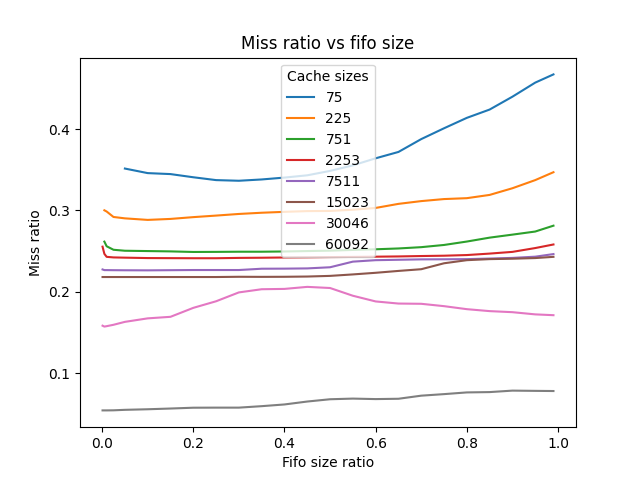 Miss ratio vs fifo size
Cache sizes
75
225
751
2253
7511
15023
30046
60092
0.4
0.3
0.2
0.1
Miss ratio
0.0 0.2 0.4 0.6 0.8 1.0
Fifo size ratio